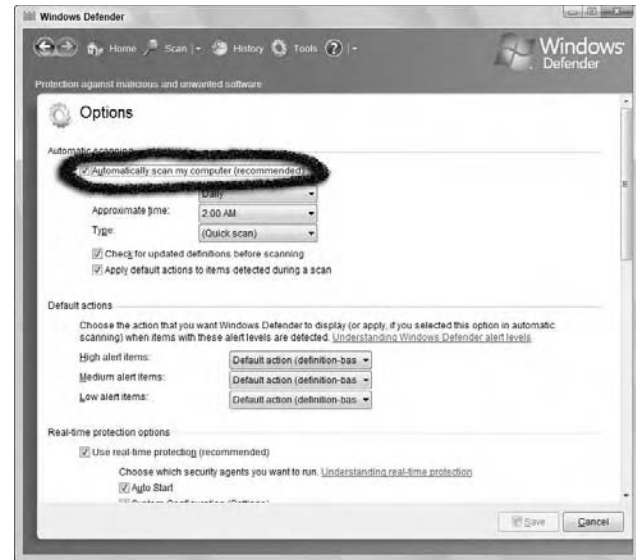 Windows Defender
Home Scan History Tools
Windows
Defender
Protection against malicious and unwanted software
Options
Automatic scanning
Automatically scan my computer (recommended)
Daily
Approximate time: 2:00 AM
Type: (Quick scan)
Check for updated definitions before scanning
Apply default actions to items detected during a scan
Default actions
Choose the action that you want Windows Defender to display (or apply, if you selected this option in automatic
scanning) when items with these alert levels are detected. Understanding Windows Defender alert levels
High alert items: Default action (definition-bas
Medium alert items: Default action (definition-bas
Low alert items: Default action (definition-bas
Real-time protection options
Use real-time protection (recommended)
Choose which security agents you want to run. Understanding real-time protection
Auto Start
System Configuration (Settings)
Save Cancel